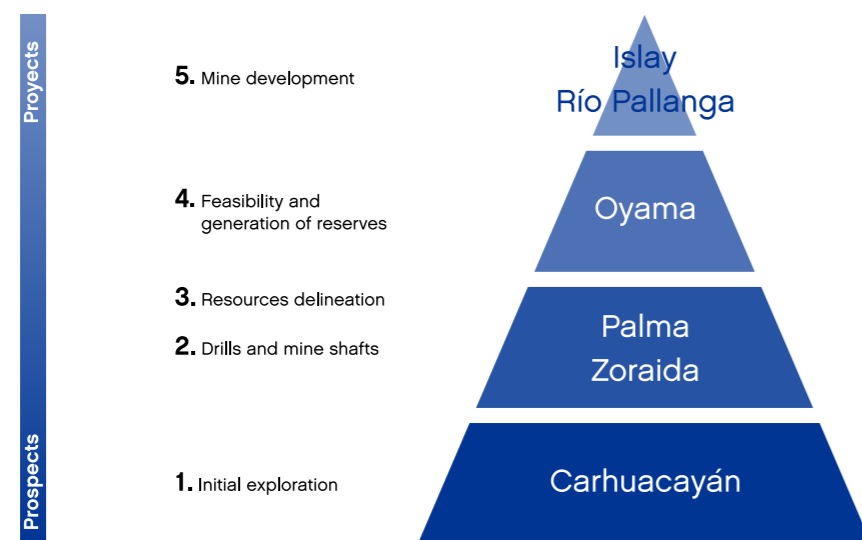 Proyects
5. Mine development
Islay
Río Pallanga
4. Feasibility and
generation of reserves
Oyama
3. Resources delineation
2. Drills and mine shafts
Palma
Zoraida
1. Initial exploration
Carhuacayán
Prospects